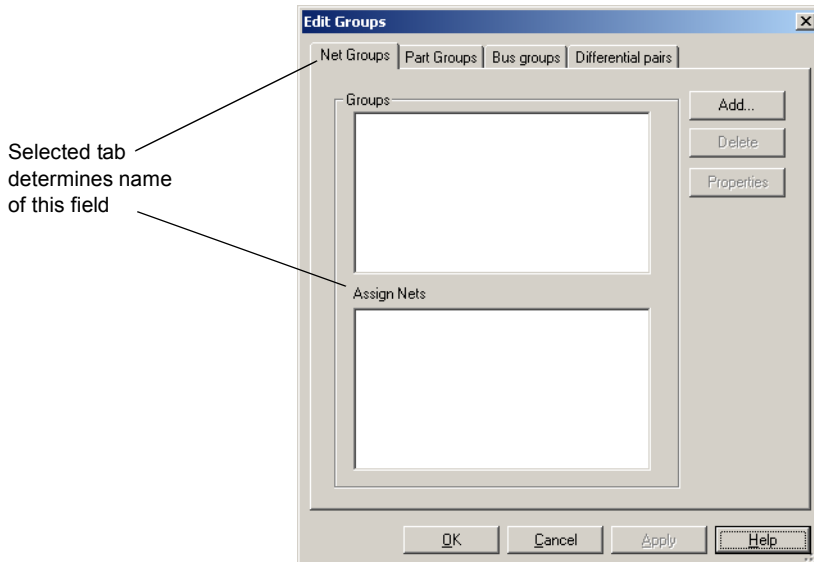 Edit Groups
Net Groups Part Groups Bus groups Differential pairs
Groups
Add...
Delete
Properties
Selected tab
determines name
of this field
Assign Nets
OK Cancel Apply Help